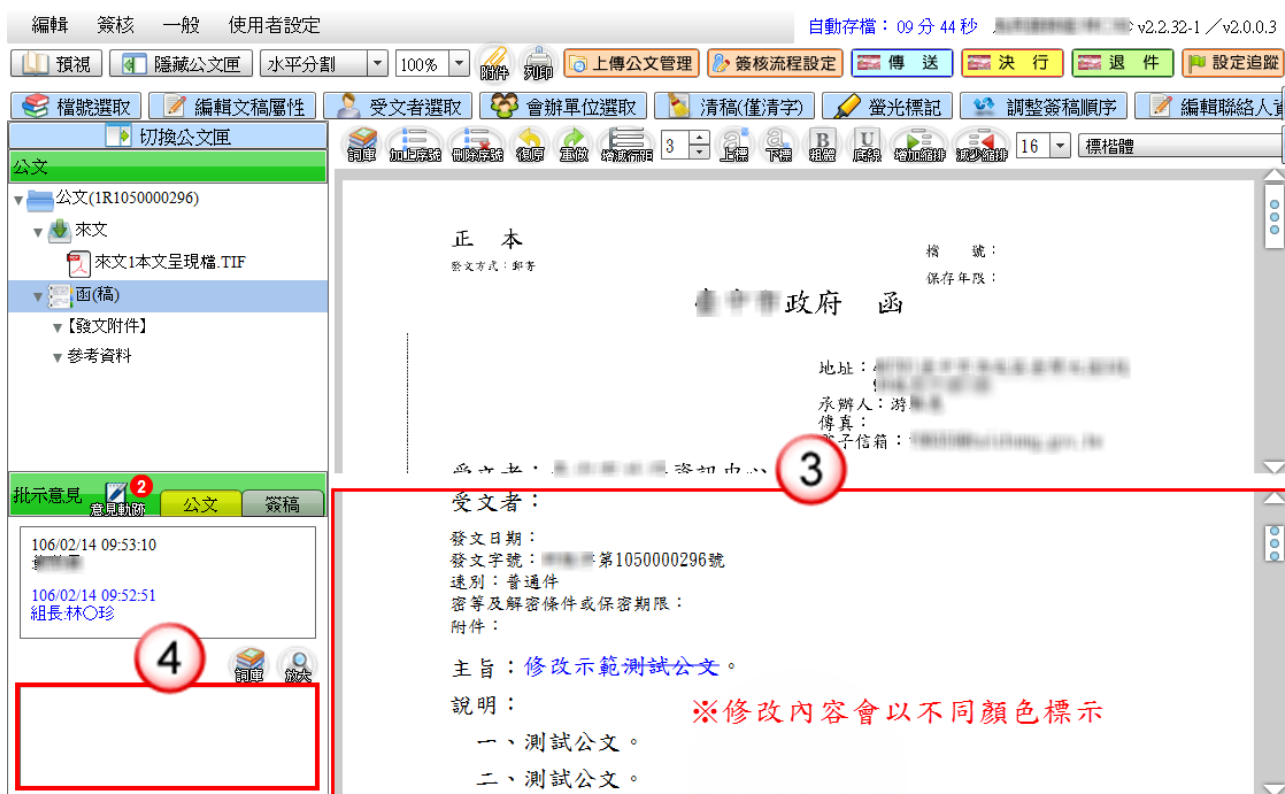 編輯 簽核 一般 使用者設定 自動存檔：09 分 44 秒 v2.2.32-1／v2.0.0.3
預視 隱藏公文匣 水平分割 100% 附件 列印 上傳公文管理 簽核流程設定 傳 送 決 行 退 件 設定追蹤
檔號選取 編輯文稿屬性 受文者選取 會辦單位選取 清稿(僅清字) 螢光標記 調整簽稿順序 編輯聯絡人資
切換公文匣
詞庫 加上序號 刪除序號 復原 重做 3 上標 下標 粗體 底線 增加縮排 減少縮排 16 標楷體
公文
公文(1R1050000296)
來文
來文1本文呈現檔.TIF
函(稿)
【發文附件】
參考資料
正 本
發文方式：郵寄
檔 號：
保存年限：
政府 函
地址：
承辦人：游
傳真：
電子信箱：
受文者： 資訊中心
3
批示意見 意見軌跡 2 公文 簽稿
106/02/14 09:53:10
106/02/14 09:52:51
組長:林〇珍
4
詞庫 放大
受文者：
發文日期：
發文字號： 第1050000296號
速別：普通件
密等及解密條件或保密期限：
附件：
主旨：修改示範測試公文。
說明：
※修改內容會以不同顏色標示
一、測試公文。
二、測試公文。